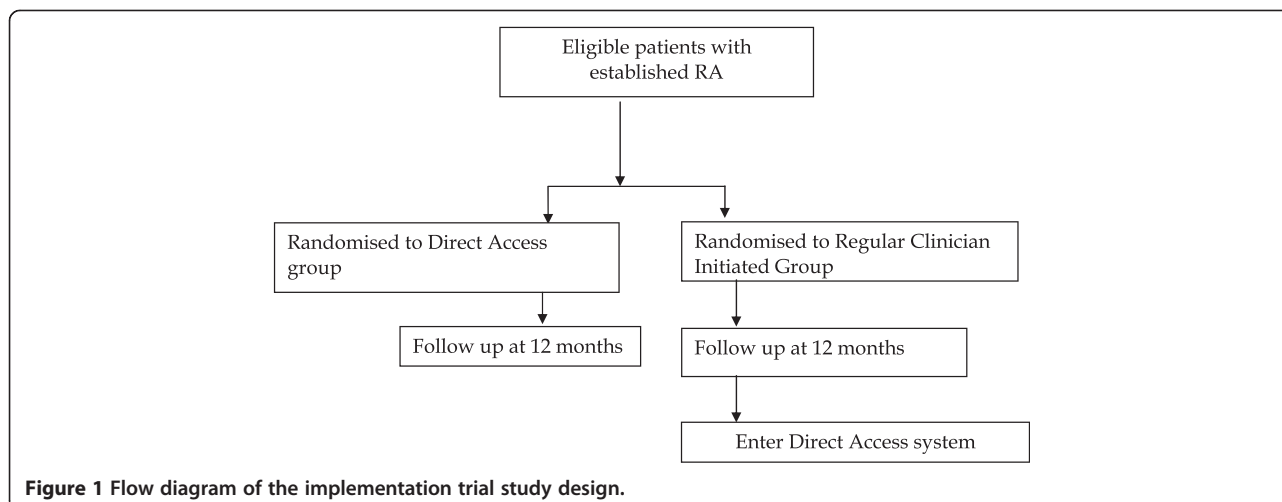 Eligible patients with
established RA
Randomised to Direct Access
group
Randomised to Regular Clinician
Initiated Group
Follow up at 12 months
Follow up at 12 months
Enter Direct Access system
Figure 1 Flow diagram of the implementation trial study design.